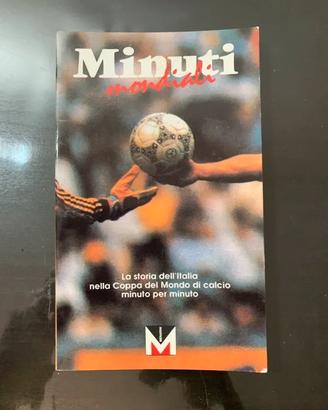 Minuti
mondiali
La storia dell'Italia
nella Coppa del Mondo di calcio
minuto per minuto
M